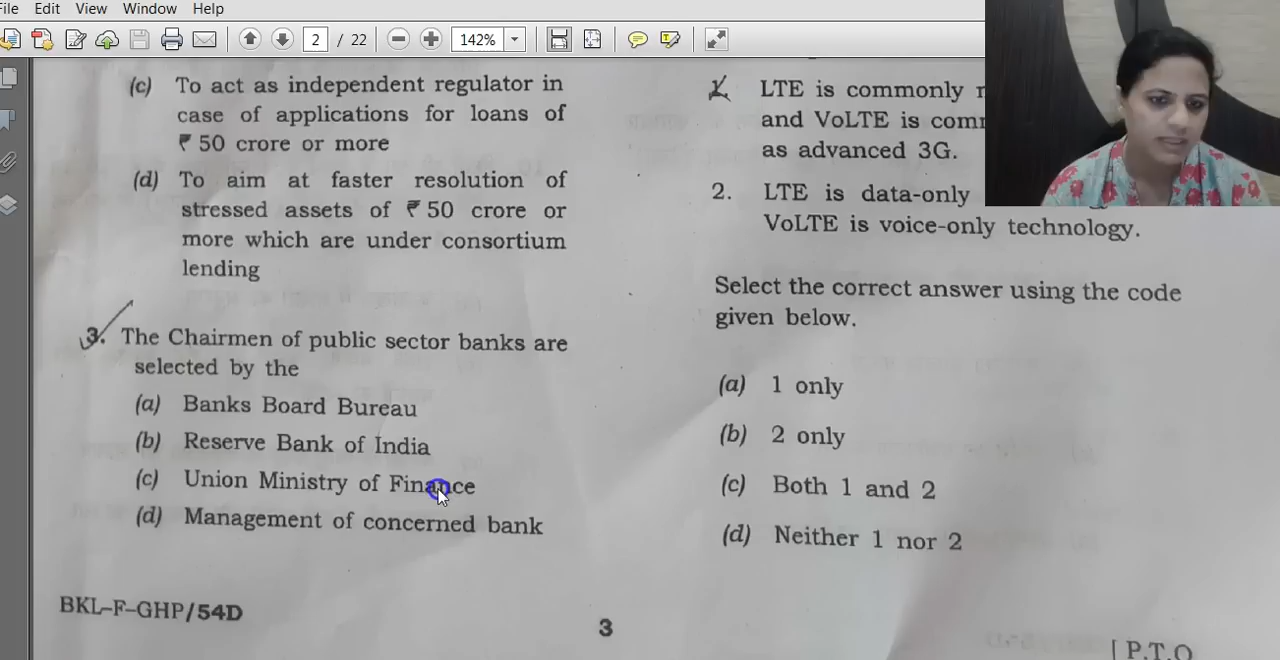 File Edit View Window Help
2 / 22 142%
(c) To act as independent regulator in
case of applications for loans of
₹ 50 crore or more
(d) To aim at faster resolution of
stressed assets of ₹ 50 crore or
more which are under consortium
lending
3. The Chairmen of public sector banks are
selected by the
(a) Banks Board Bureau
(b) Reserve Bank of India
(c) Union Ministry of Finance
(d) Management of concerned bank
BKL-F-GHP/54D
3
1. LTE is commonly
and VoLTE is
as advanced 3G.
2. LTE is data-only
VoLTE is voice-only technology.
Select the correct answer using the code
given below.
(a) 1 only
(b) 2 only
(c) Both 1 and 2
(d) Neither 1 nor 2
[ P.T.O